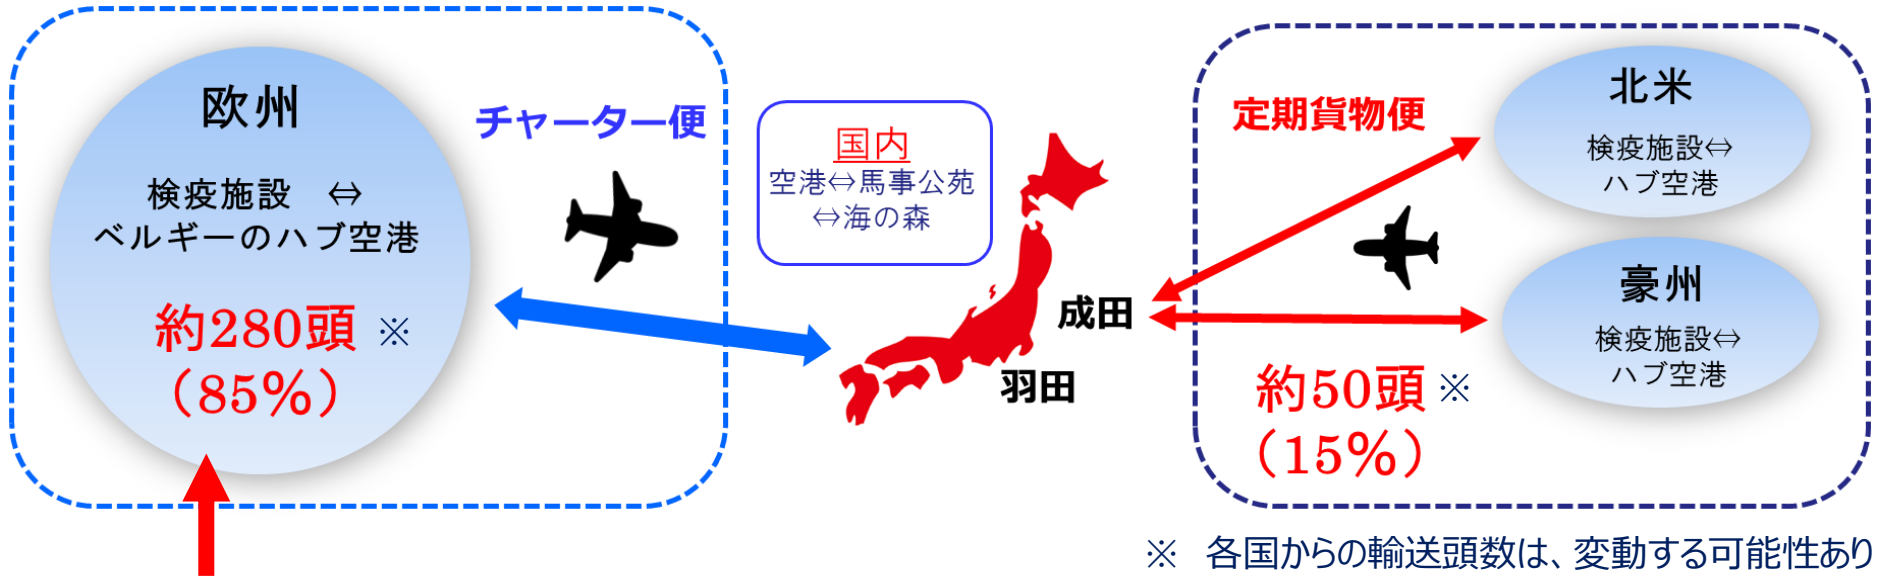 欧州
検疫施設　⇔
ベルギーのハブ空港
約280頭 ※
（85％）
チャーター便
国内
空港⇔馬事公苑
⇔海の森
成田
羽田
定期貨物便
北米
検疫施設⇔
ハブ空港
豪州
検疫施設⇔
ハブ空港
約50頭 ※
（15％）
※　各国からの輸送頭数は、変動する可能性あり